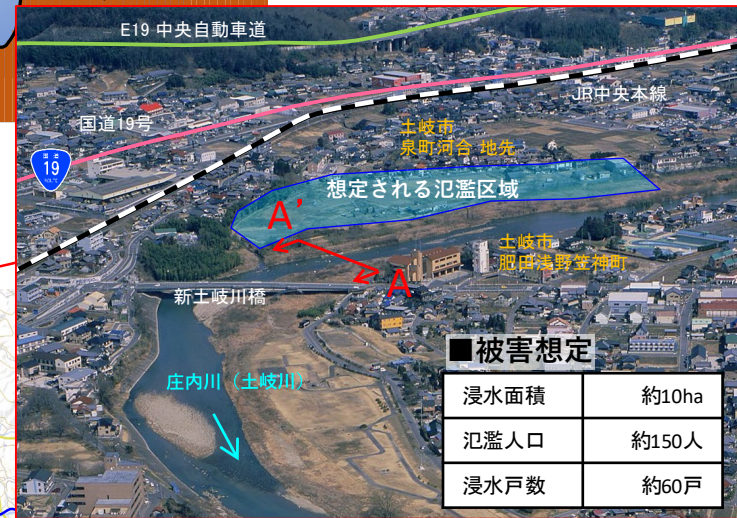 E19 中央自動車道
国道19号
国道
19
ROUTE
JR中央本線
土岐市
泉町河合 地先
想定される氾濫区域
A'
A
土岐市
肥田浅野笠神町
新土岐川橋
庄内川（土岐川）
■被害想定
浸水面積 約10ha
氾濫人口 約150人
浸水戸数 約60戸